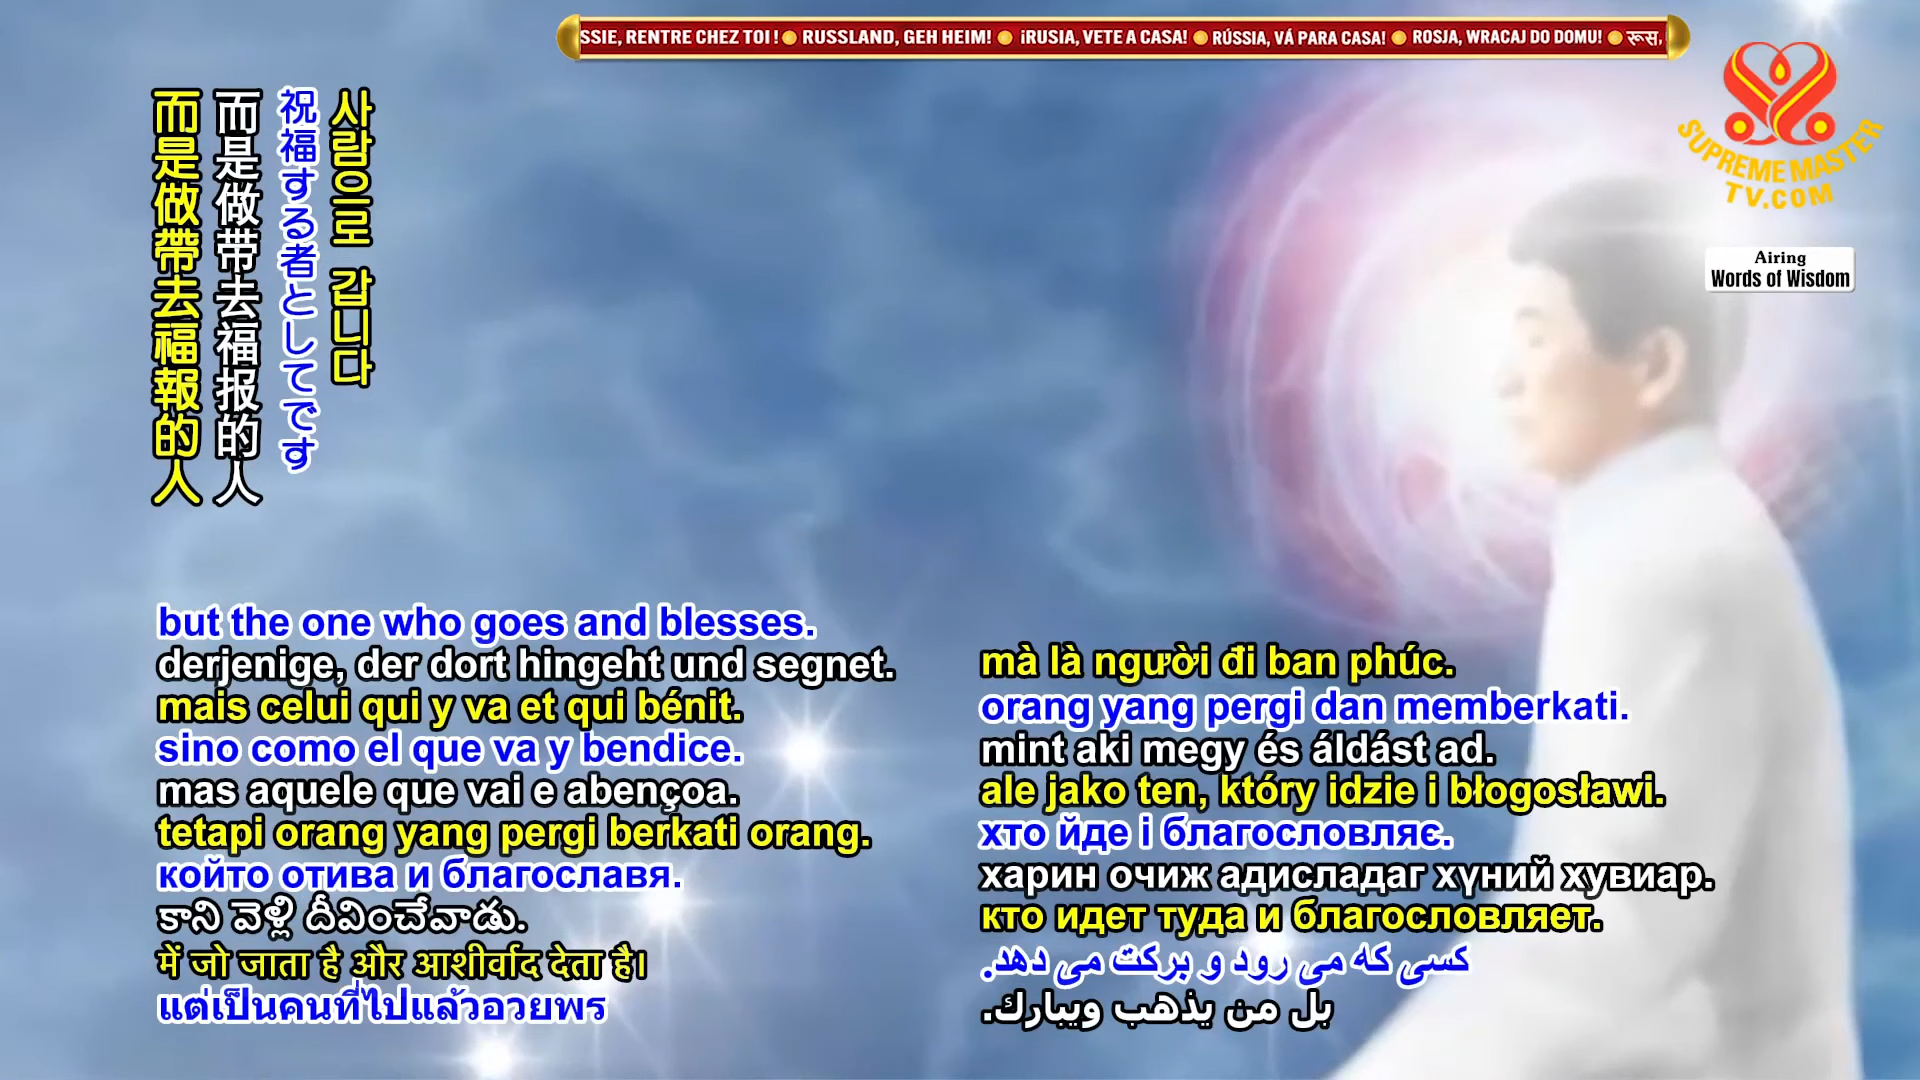 SSIE, RENTRE CHEZ TOI ! RUSSLAND, GEH HEIM! ¡RUSIA, VETE A CASA! RÚSSIA, VÁ PARA CASA! ROSJA, WRACAJ DO DOMU! रूस,
SUPREME MASTER
TV.COM
Airing
Words of Wisdom
사람으로 갑니다
祝福する者としてです
而是做带去福报的人
而是做帶去福報的人
but the one who goes and blesses.
derjenige, der dort hingeht und segnet.
mais celui qui y va et qui bénit.
sino como el que va y bendice.
mas aquele que vai e abençoa.
tetapi orang yang pergi berkati orang.
който отива и благославя.
కాని వెళ్లి దీవించేవాడు.
में जो जाता है और आशीर्वाद देता है।
แต่เป็นคนที่ไปแล้วอวยพร
mà là người đi ban phúc.
orang yang pergi dan memberkati.
mint aki megy és áldást ad.
ale jako ten, który idzie i błogosławi.
хто йде і благословляє.
харин очиж адисладаг хүний хувиар.
кто идет туда и благословляет.
کسی که می رود و برکت می دهد.
بل من يذهب ويبارك.